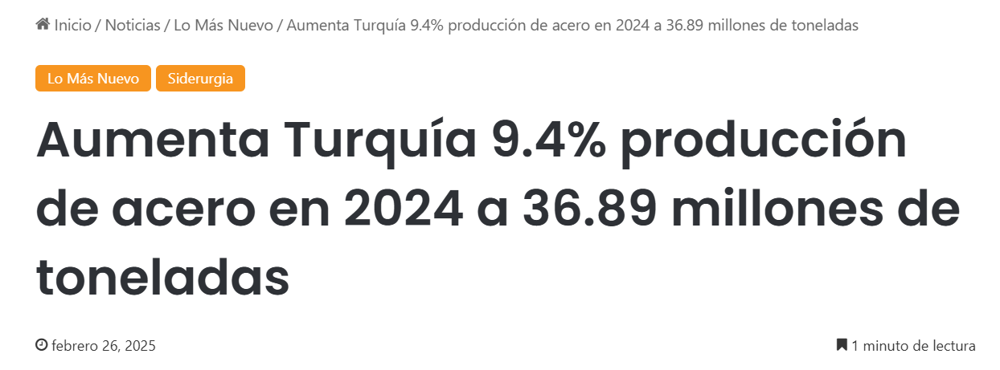 Inicio / Noticias / Lo Más Nuevo / Aumenta Turquía 9.4% producción de acero en 2024 a 36.89 millones de toneladas
Lo Más Nuevo Siderurgia
Aumenta Turquía 9.4% producción
de acero en 2024 a 36.89 millones de
toneladas
febrero 26, 2025 1 minuto de lectura